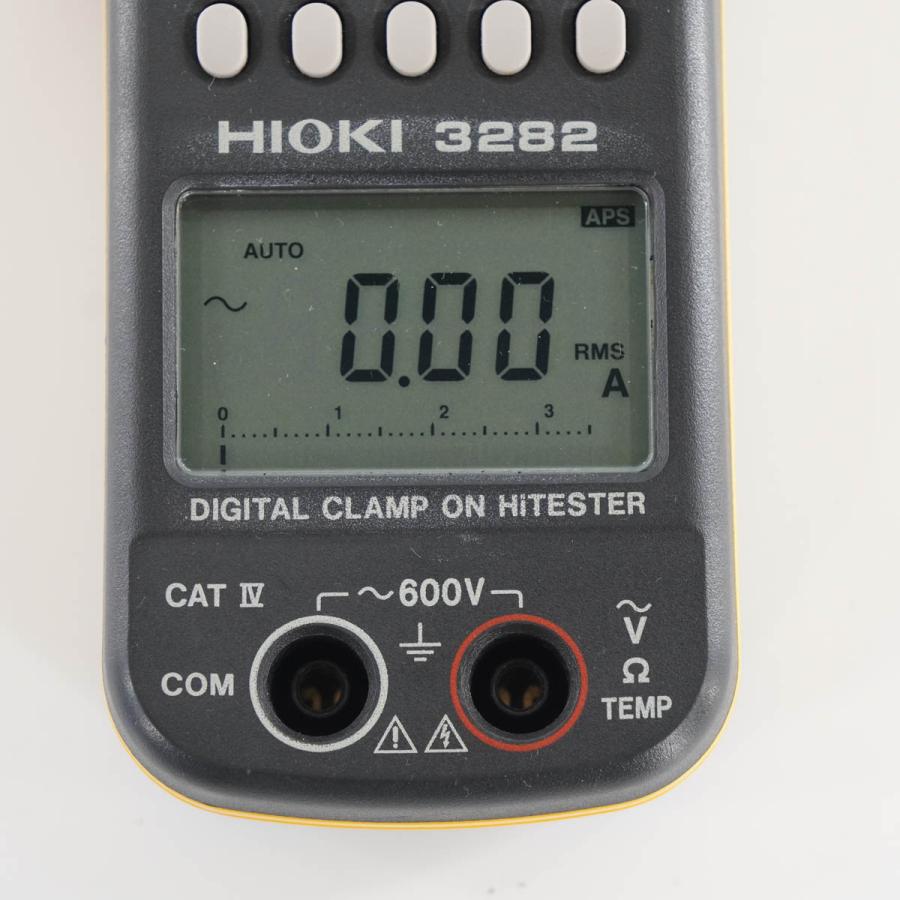 HIOKI 3282
APS
AUTO
~ 0.00
RMS
A
0 1 2 3
DIGITAL CLAMP ON HiTESTER
CAT Ⅳ ~600V
~
V
COM Ω
TEMP